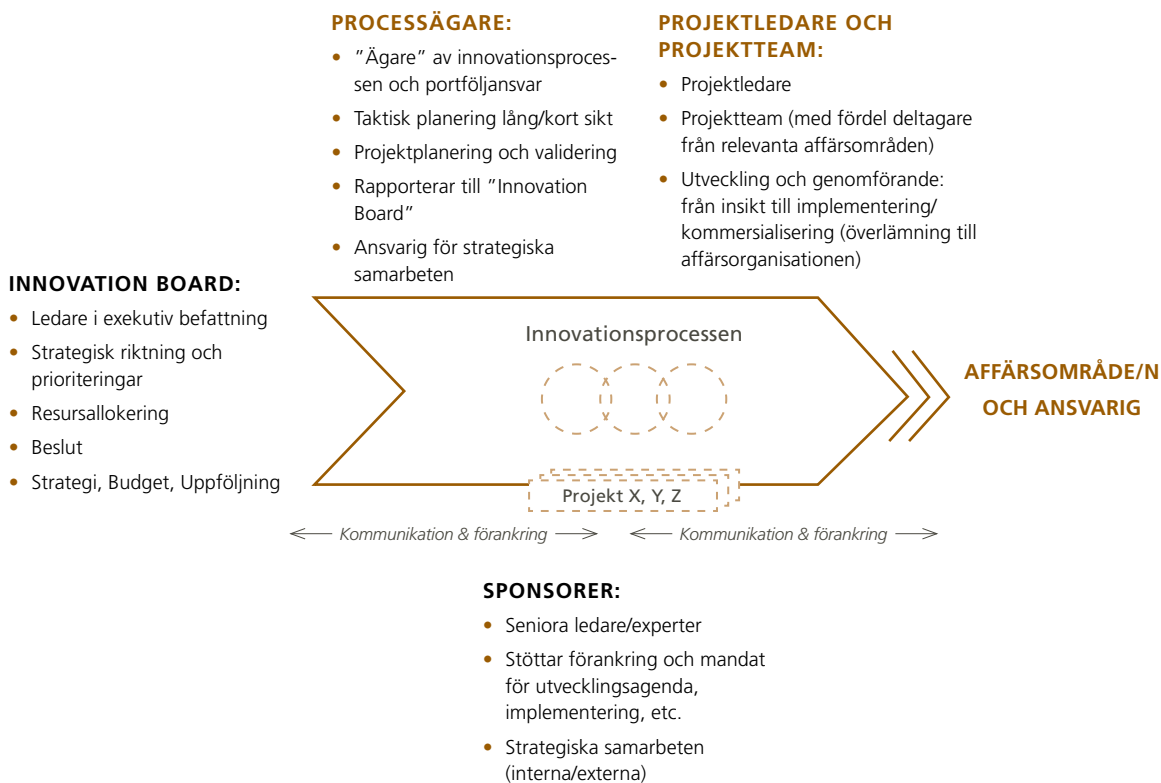 PROCESSÄGARE:
• ”Ägare” av innovationsproces-
sen och portföljansvar
• Taktisk planering lång/kort sikt
• Projektplanering och validering
• Rapporterar till ”Innovation
Board”
• Ansvarig för strategiska
samarbeten
PROJEKTLEDARE OCH
PROJEKTTEAM:
• Projektledare
• Projektteam (med fördel deltagare
från relevanta affärsområden)
• Utveckling och genomförande:
från insikt till implementering/
kommersialisering (överlämning till
affärsorganisationen)
INNOVATION BOARD:
• Ledare i exekutiv befattning
• Strategisk riktning och
prioriteringar
• Resursallokering
• Beslut
• Strategi, Budget, Uppföljning
Innovationsprocessen
Projekt X, Y, Z
AFFÄRSOMRÅDE/N
OCH ANSVARIG
Kommunikation & förankring
Kommunikation & förankring
SPONSORER:
• Seniora ledare/experter
• Stöttar förankring och mandat
för utvecklingsagenda,
implementering, etc.
• Strategiska samarbeten
(interna/externa)